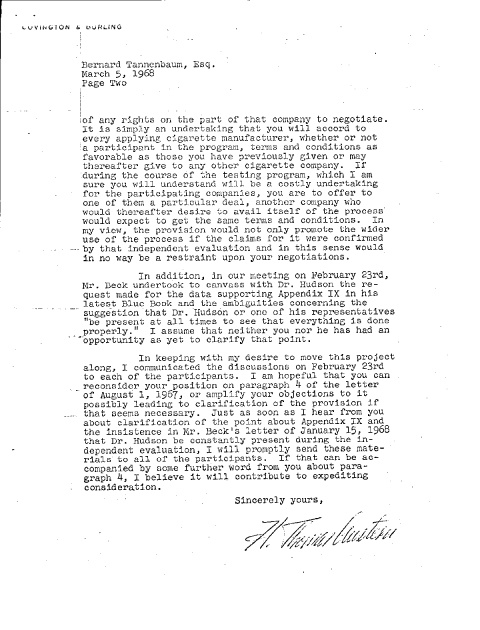 COVINGTON & BURLING
Bernard Tannenbaum, Esq.
March 5, 1968
Page Two
of any rights on the part of that company to negotiate.
It is simply an undertaking that you will accord to
every applying cigarette manufacturer, whether or not
a participant in the program, terms and conditions as
favorable as those you have previously given or may
thereafter give to any other cigarette company. If
during the course of the testing program, which I am
sure you will understand will be a costly undertaking
for the participating companies, you are to offer to
one of them a particular deal, another company who
would thereafter desire to avail itself of the process
would expect to get the same terms and conditions. In
my view, the provision would not only promote the wider
use of the process if the claims for it were confirmed
by that independent evaluation and in this sense would
in no way be a restraint upon your negotiations.
In addition, in our meeting on February 23rd,
Mr. Beck undertook to canvass with Dr. Hudson the re-
quest made for the data supporting Appendix IX in his
latest Blue Book and the ambiguities concerning the
suggestion that Dr. Hudson or one of his representatives
"be present at all times to see that everything is done
properly." I assume that neither you nor he has had an
opportunity as yet to clarify that point.
In keeping with my desire to move this project
along, I communicated the discussions on February 23rd
to each of the participants. I am hopeful that you can
reconsider your position on paragraph 4 of the letter
of August 1, 1967, or amplify your objections to it
possibly leading to clarification of the provision if
that seems necessary. Just as soon as I hear from you
about clarification of the point about Appendix IX and
the insistence in Mr. Beck's letter of January 15, 1968
that Dr. Hudson be constantly present during the in-
dependent evaluation, I will promptly send these mate-
rials to all of the participants. If that can be ac-
companied by some further word from you about para-
graph 4, I believe it will contribute to expediting
consideration.
Sincerely yours,
H. Thomas Austern